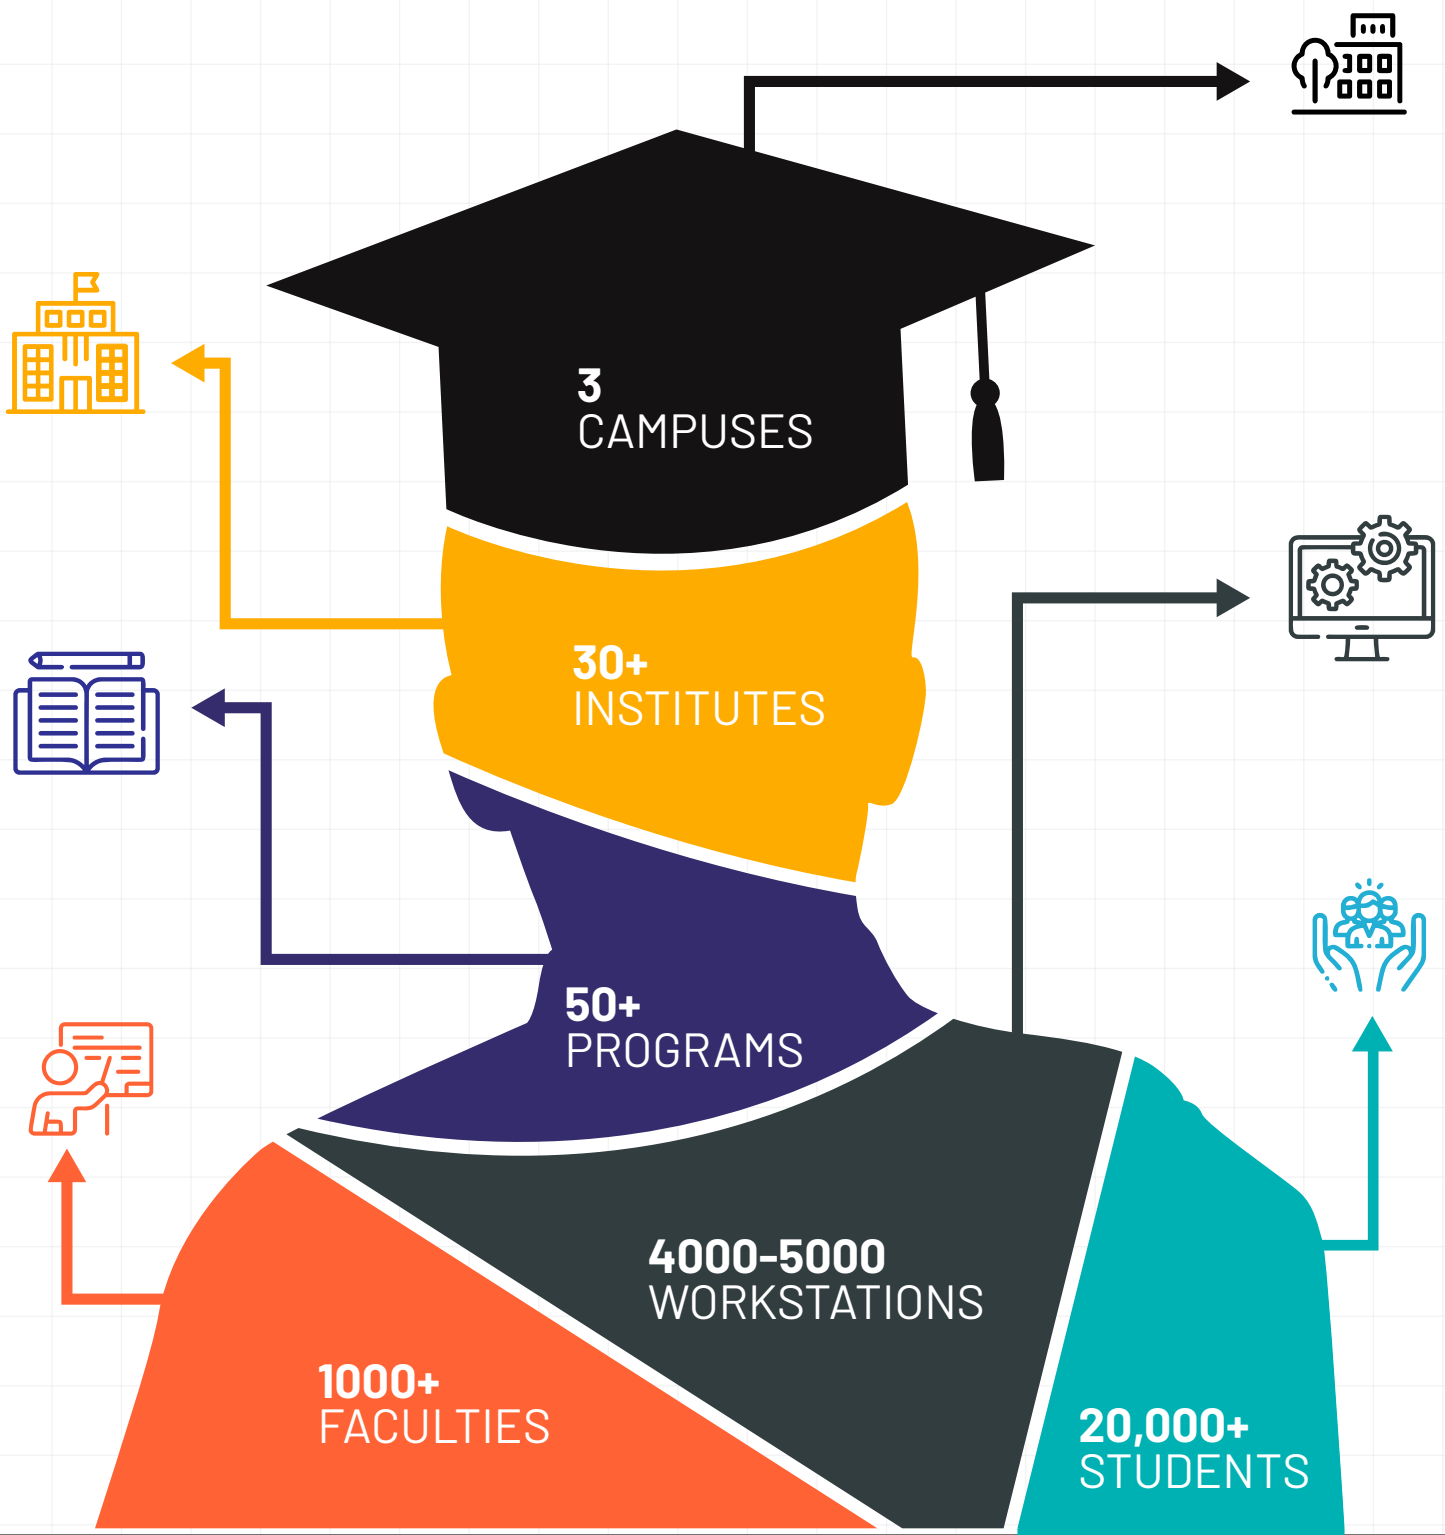 3
CAMPUSES
30+
INSTITUTES
50+
PROGRAMS
4000-5000
WORKSTATIONS
1000+
FACULTIES
20,000+
STUDENTS